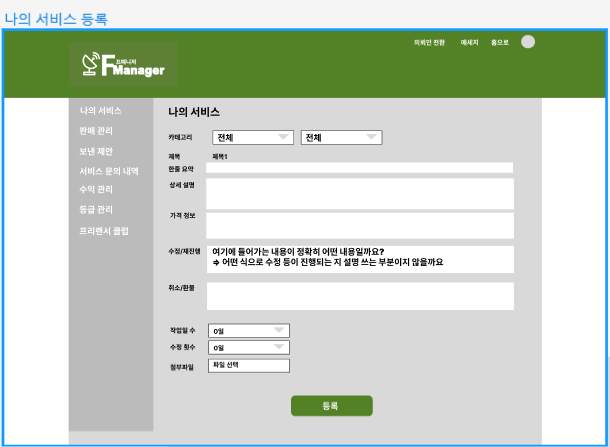 나의 서비스 등록
의뢰인 전환 메세지 홈으로
프매니저
FManager
나의 서비스
판매 관리
보낸 제안
서비스 문의 내역
수익 관리
등급 관리
프리랜서 클럽
나의 서비스
카테고리 전체 전체
제목 제목1
한줄 요약
상세 설명
가격 정보
수정/재진행 여기에 들어가는 내용이 정확히 어떤 내용일까요?
=> 어떤 식으로 수정 등이 진행되는 지 설명 쓰는 부분이지 않을까요
취소/환불
작업일 수 0일
수정 횟수 0일
첨부파일 파일 선택
등록